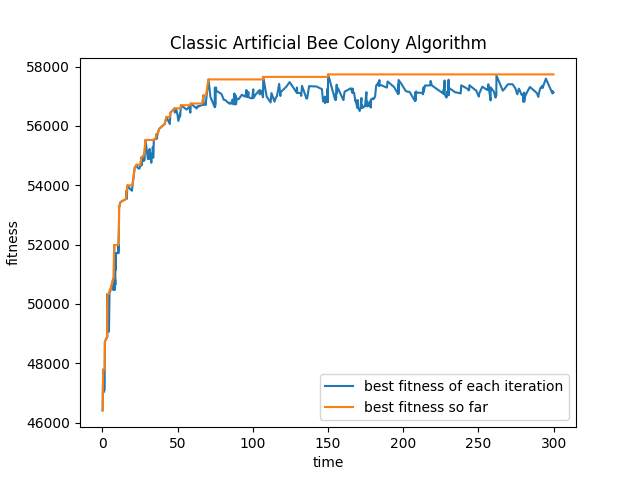 Classic Artificial Bee Colony Algorithm
58000
56000
54000
52000
50000
48000
46000
fitness
0 50 100 150 200 250 300
time
best fitness of each iteration
best fitness so far